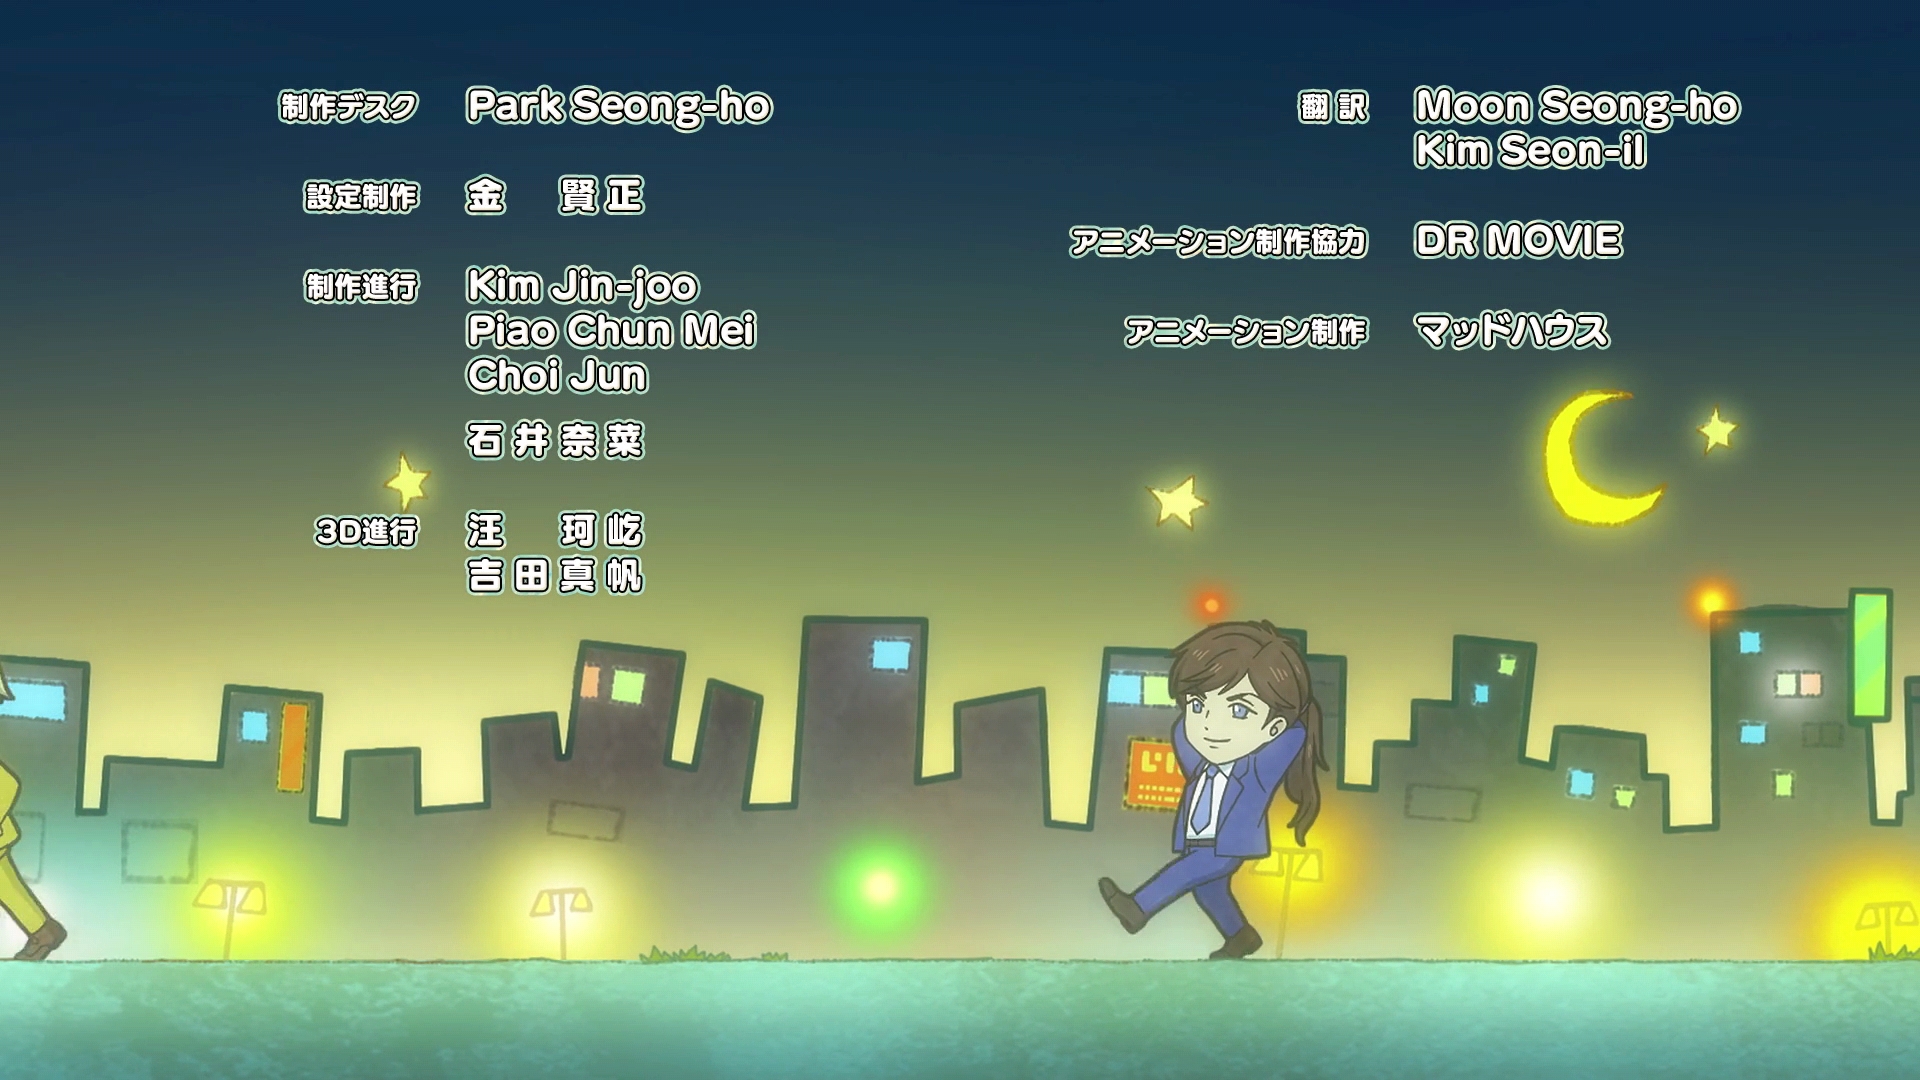 制作デスク Park Seong-ho
設定制作 金 賢正
制作進行 Kim Jin-joo
Piao Chun Mei
Choi Jun
石井奈菜
3D進行 汪 珂屹
吉田真帆
翻訳 Moon Seong-ho
Kim Seon-il
アニメーション制作協力 DR MOVIE
アニメーション制作 マッドハウス